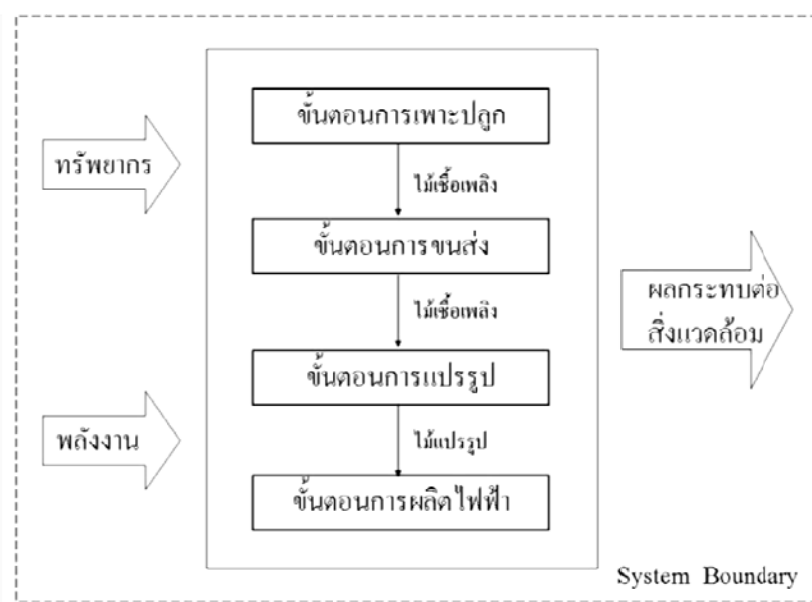 ขั้นตอนการเพาะปลูก
ทรัพยากร
ไม้เชื้อเพลิง
ขั้นตอนการขนส่ง
ผลกระทบต่อ
สิ่งแวดล้อม
ไม้เชื้อเพลิง
ขั้นตอนการแปรรูป
พลังงาน
ไม้แปรรูป
ขั้นตอนการผลิตไฟฟ้า
System Boundary